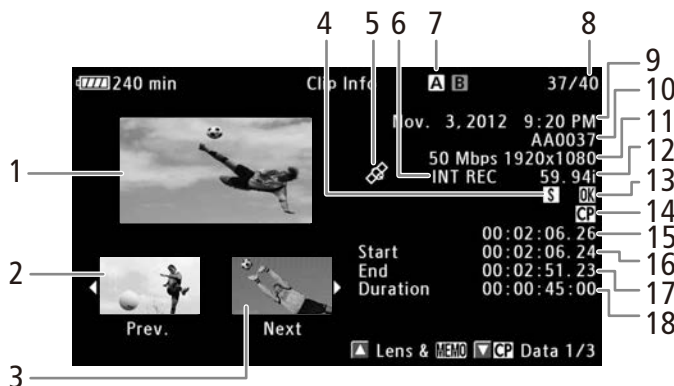 4 5 6 7 8
240 min Clip Info A B 37/40
9
Nov. 3, 2012 9:20 PM
10
AA0037
11
50 Mbps 1920x1080
12
INT REC 59.94i
13
S OK
14
CP
1
15
00:02:06.26
16
Start 00:02:06.24
17
End 00:02:51.23
18
Duration 00:00:45:00
2
Prev. Next
3
Lens & MEMO CP Data 1/3